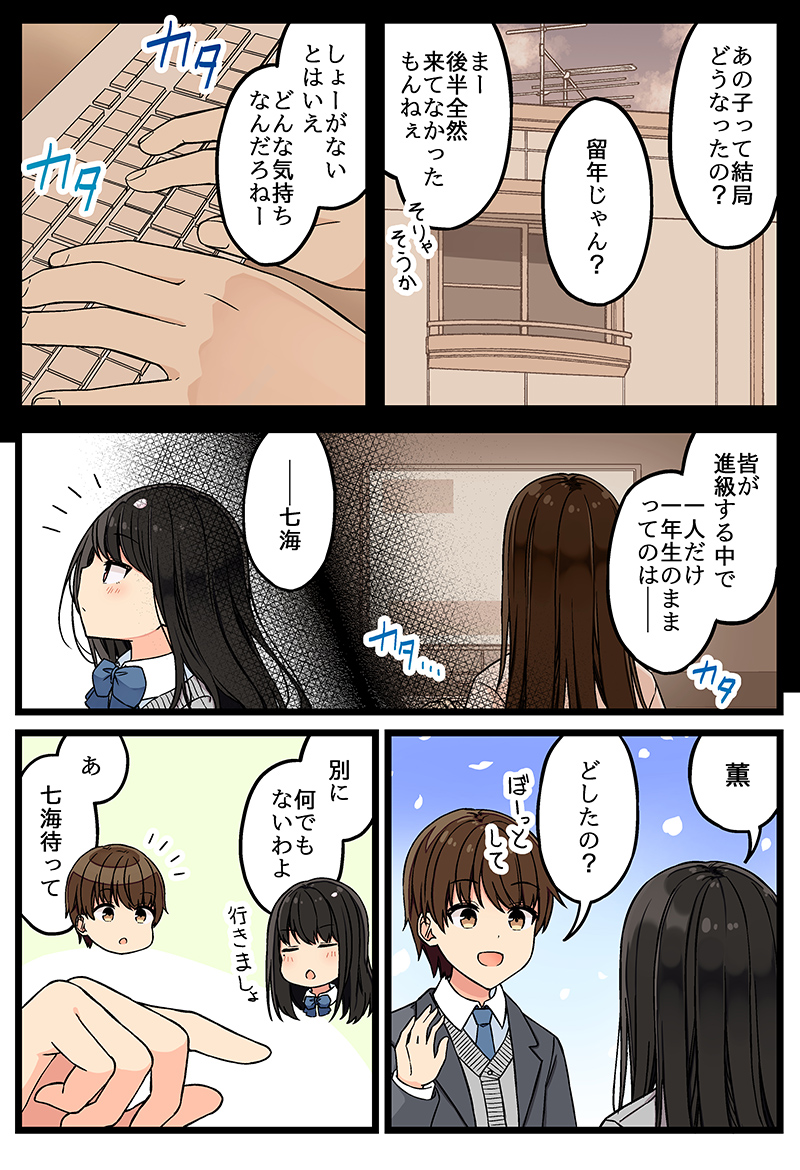 あの子って結局
どうなったの？
留年じゃん？
まー
後半全然
来てなかった
もんねぇ
そりゃ
そうか
しょーがない
とはいえ
どんな気持ち
なんだろねー
カタ
カタ
皆が
進級する中で
一人だけ
一年生のまま
ってのは――
カタ
カタ…
――七海
薫
どしたの？
ぼーっと
して
別に
何でも
ないわよ
行きましょ
あ
七海待って